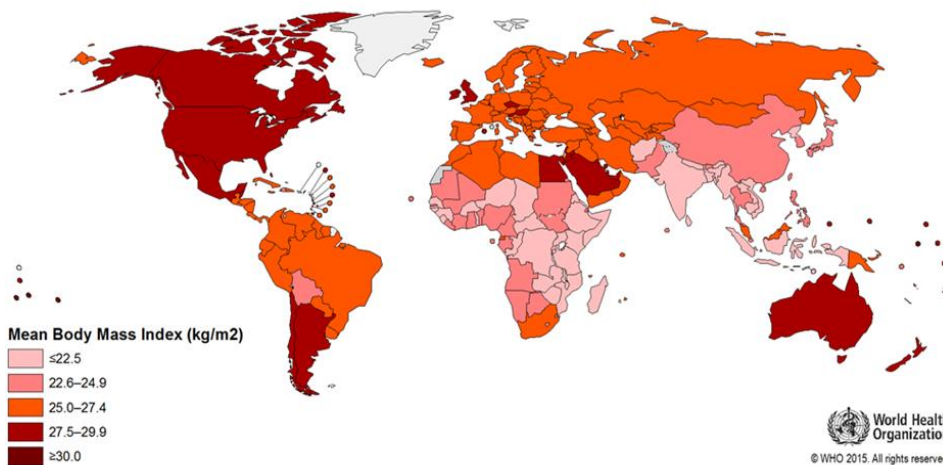 Mean Body Mass Index (kg/m2)
≤22.5
22.6–24.9
25.0–27.4
27.5–29.9
≥30.0
World Healt
Organizatio
© WHO 2015. All rights reserve